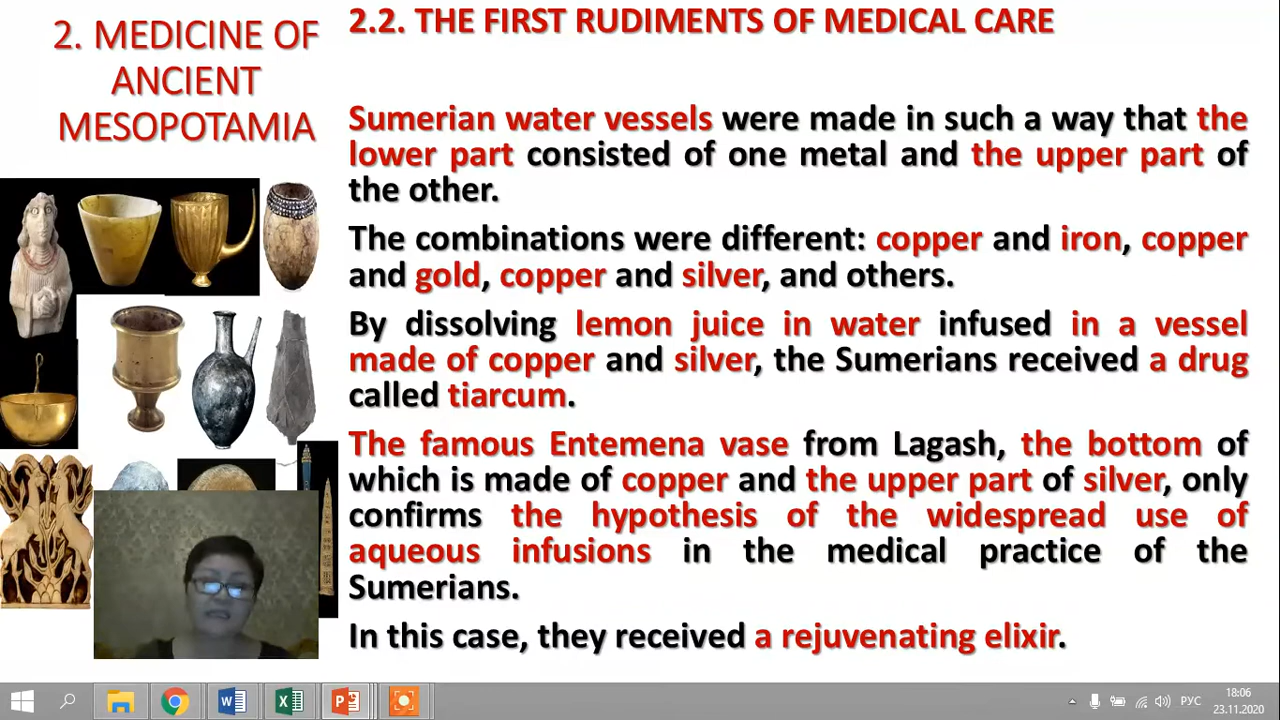 2. MEDICINE OF
ANCIENT
MESOPOTAMIA
2.2. THE FIRST RUDIMENTS OF MEDICAL CARE
Sumerian water vessels were made in such a way that the
lower part consisted of one metal and the upper part of
the other.
The combinations were different: copper and iron, copper
and gold, copper and silver, and others.
By dissolving lemon juice in water infused in a vessel
made of copper and silver, the Sumerians received a drug
called tiarcum.
The famous Entemena vase from Lagash, the bottom of
which is made of copper and the upper part of silver, only
confirms the hypothesis of the widespread use of
aqueous infusions in the medical practice of the
Sumerians.
In this case, they received a rejuvenating elixir.
РУС
18:06
23.11.2020